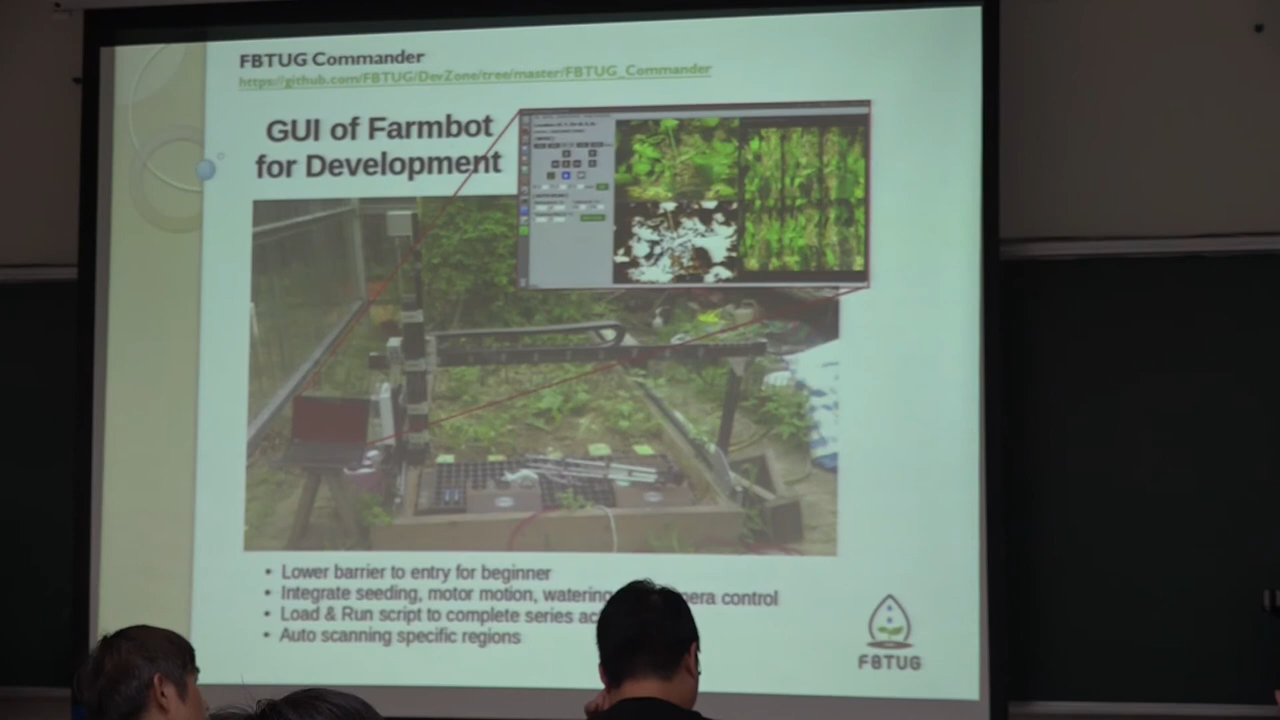 FBTUG Commander
https://github.com/FBTUG/DevZone/tree/master/FBTUG_Commander
GUI of Farmbot
for Development
• Lower barrier to entry for beginner
• Integrate seeding, motor motion, watering control
• Load & Run script to complete series
• Auto scanning specific regions
FBTUG